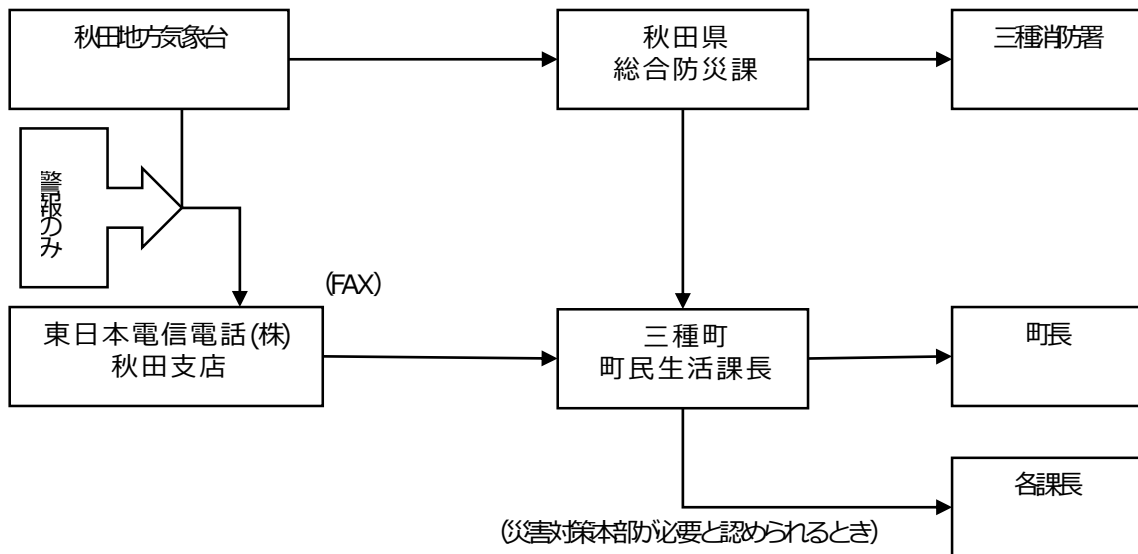 秋田地方気象台
秋田県
総合防災課
三種消防署
警報のみ
(FAX)
東日本電信電話(株)
秋田支店
三種町
町民生活課長
町長
各課長
(災害対策本部が必要と認められるとき)